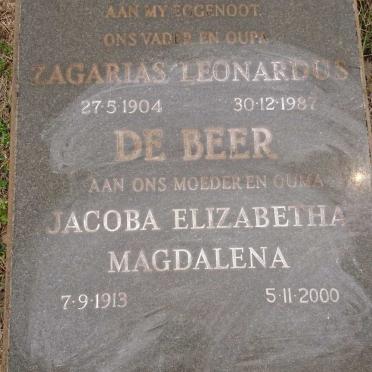 AAN MY EGGENOOT.
ONS VADER EN OUPA
ZAGARIAS LEONARDUS
27·5·1904 30·12·1987
DE BEER
AAN ONS MOEDER EN OUMA
JACOBA ELIZABETHA
MAGDALENA
7·9·1913 5·11·2000